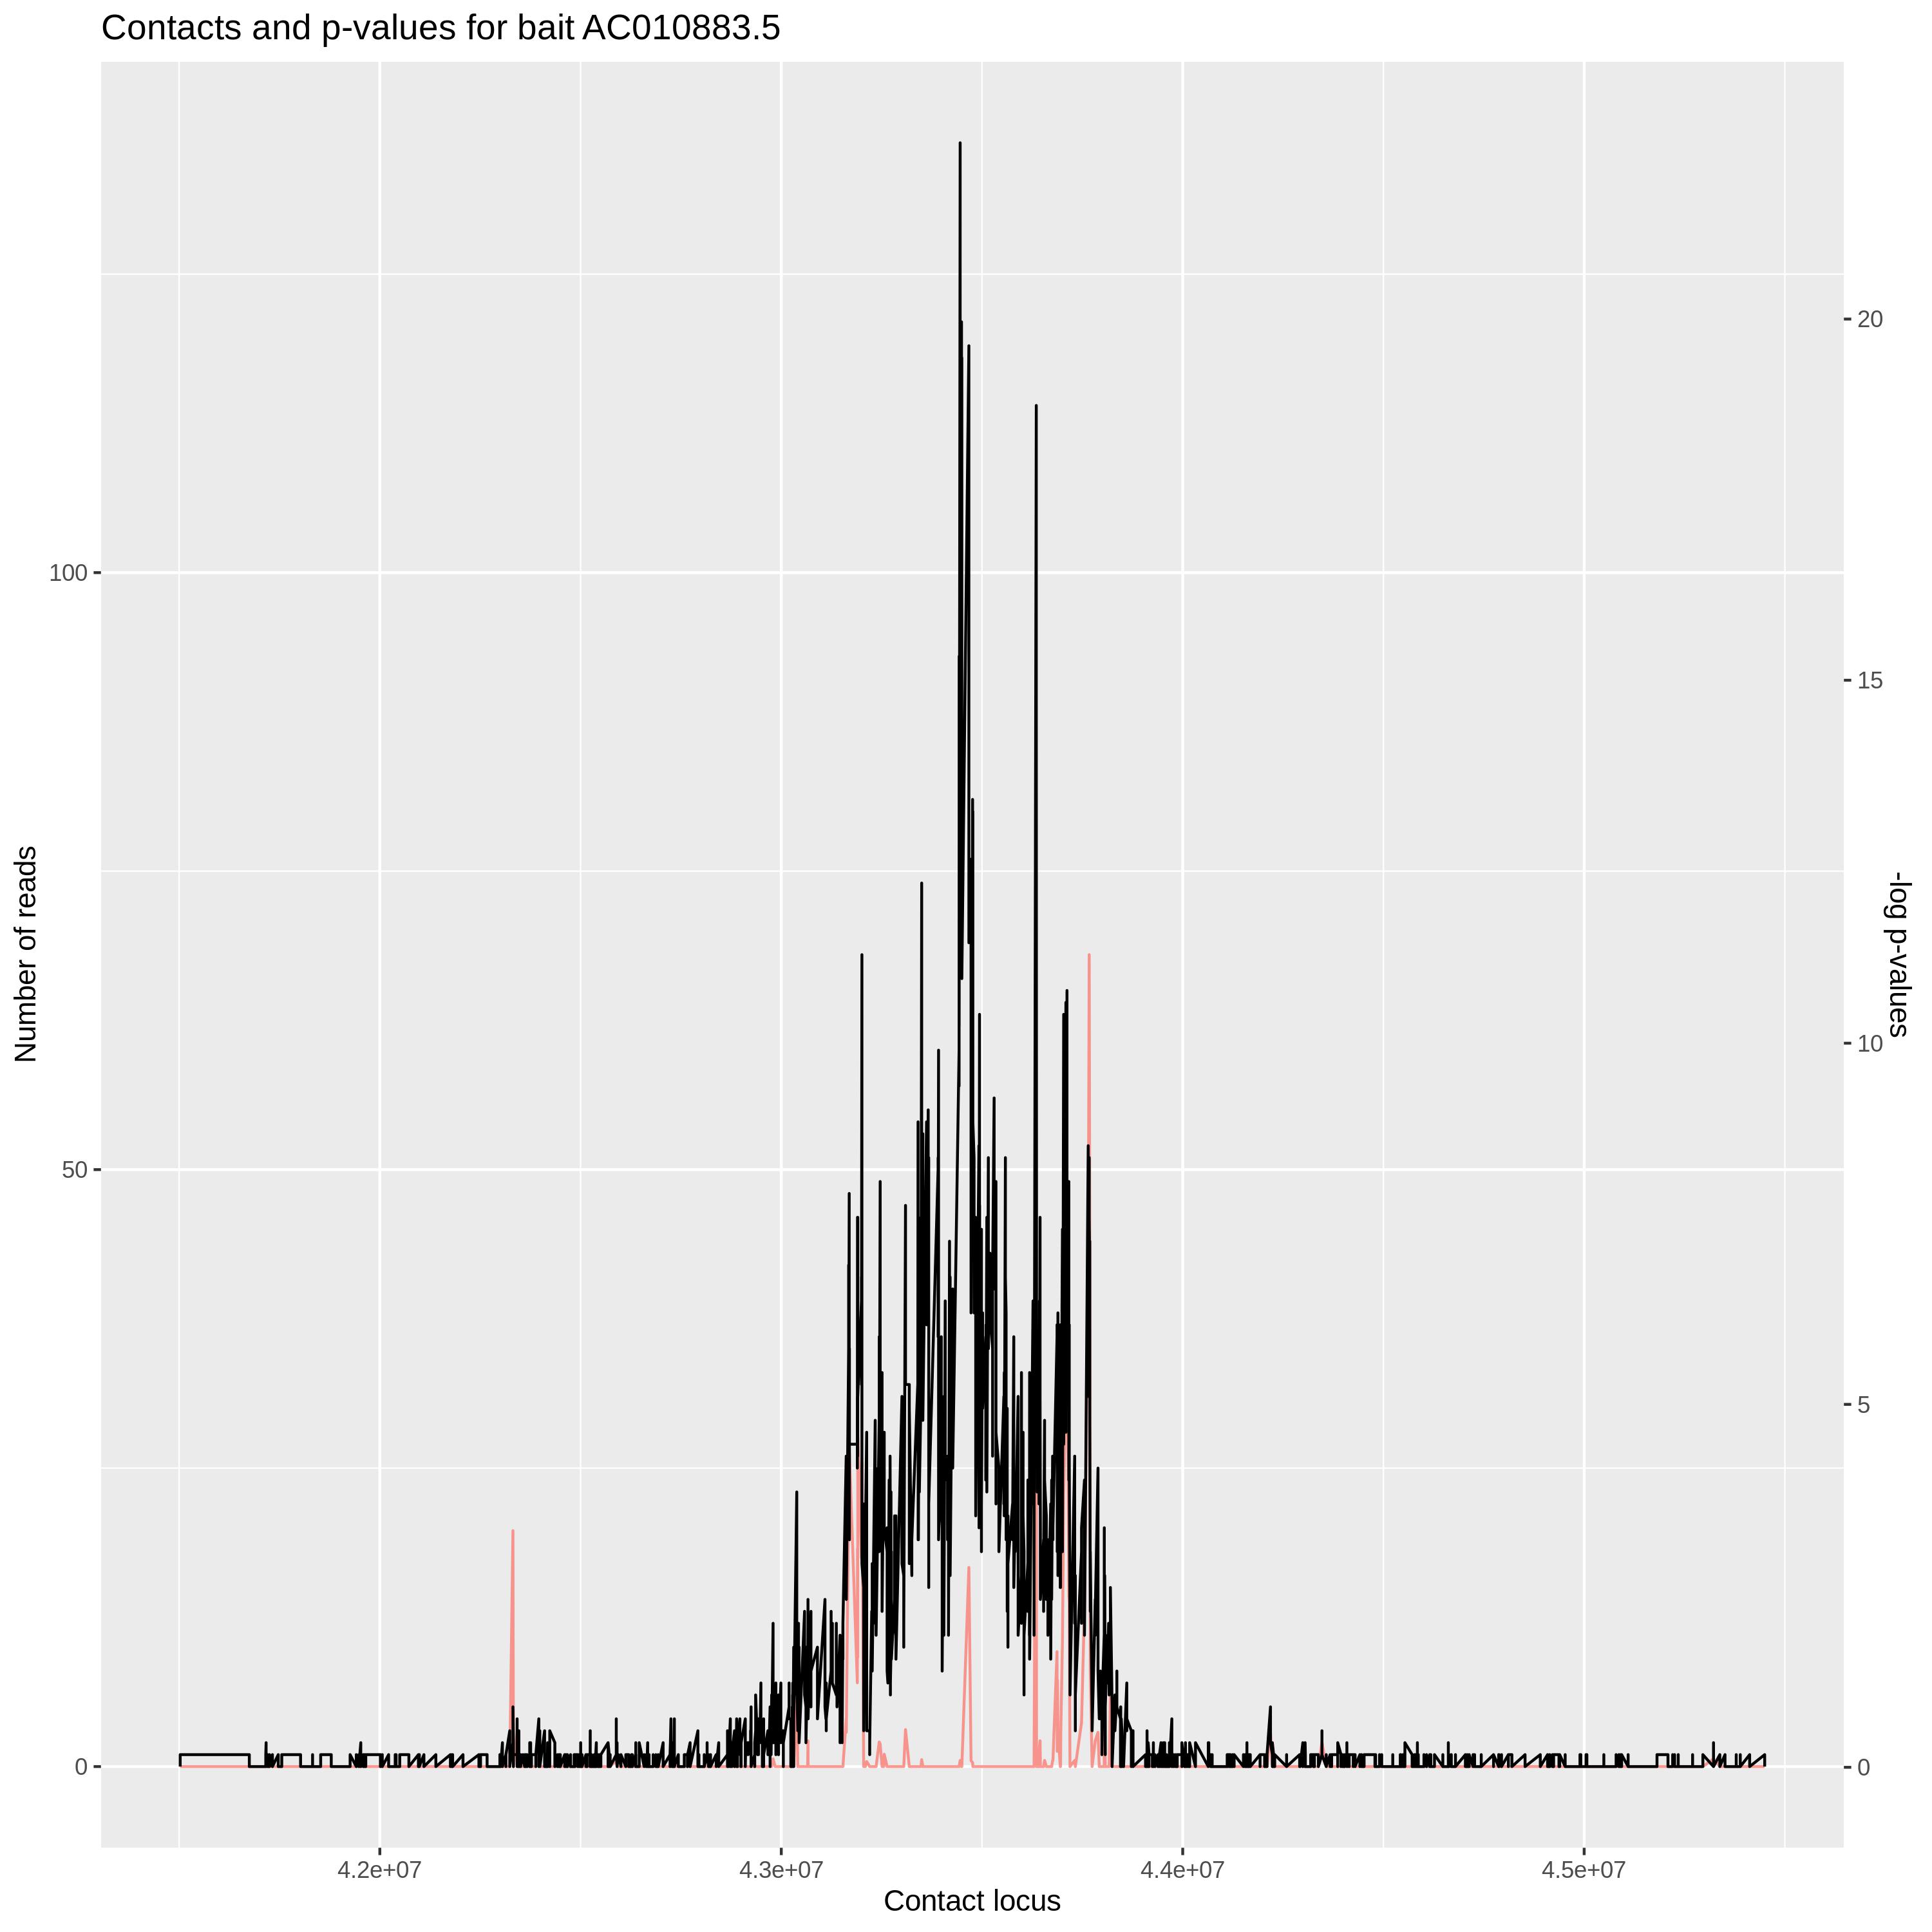 Contacts and p-values for bait AC010883.5
Number of reads
100
50
0
20
15
10
5
0
-log p-values
4.2e+07
4.3e+07
4.4e+07
4.5e+07
Contact locus